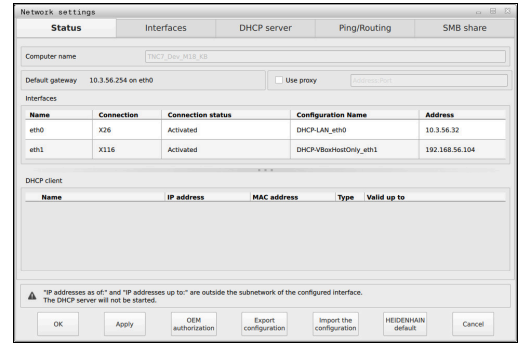 Network settings
Status Interfaces DHCP server Ping/Routing SMB share
Computer name TNC7_Dev_M18_KB
Default gateway 10.3.56.254 on eth0 Use proxy Address:Port
Interfaces
Name Connection Connection status Configuration Name Address
eth0 X26 Activated DHCP-LAN_eth0 10.3.56.32
eth1 X116 Activated DHCP-VBoxHostOnly_eth1 192.168.56.104
DHCP client
Name IP address MAC address Type Valid up to
"IP addresses as of:" and "IP addresses up to:" are outside the subnetwork of the configured interface.
The DHCP server will not be started.
OK Apply OEM authorization Export configuration Import the configuration HEIDENHAIN default Cancel